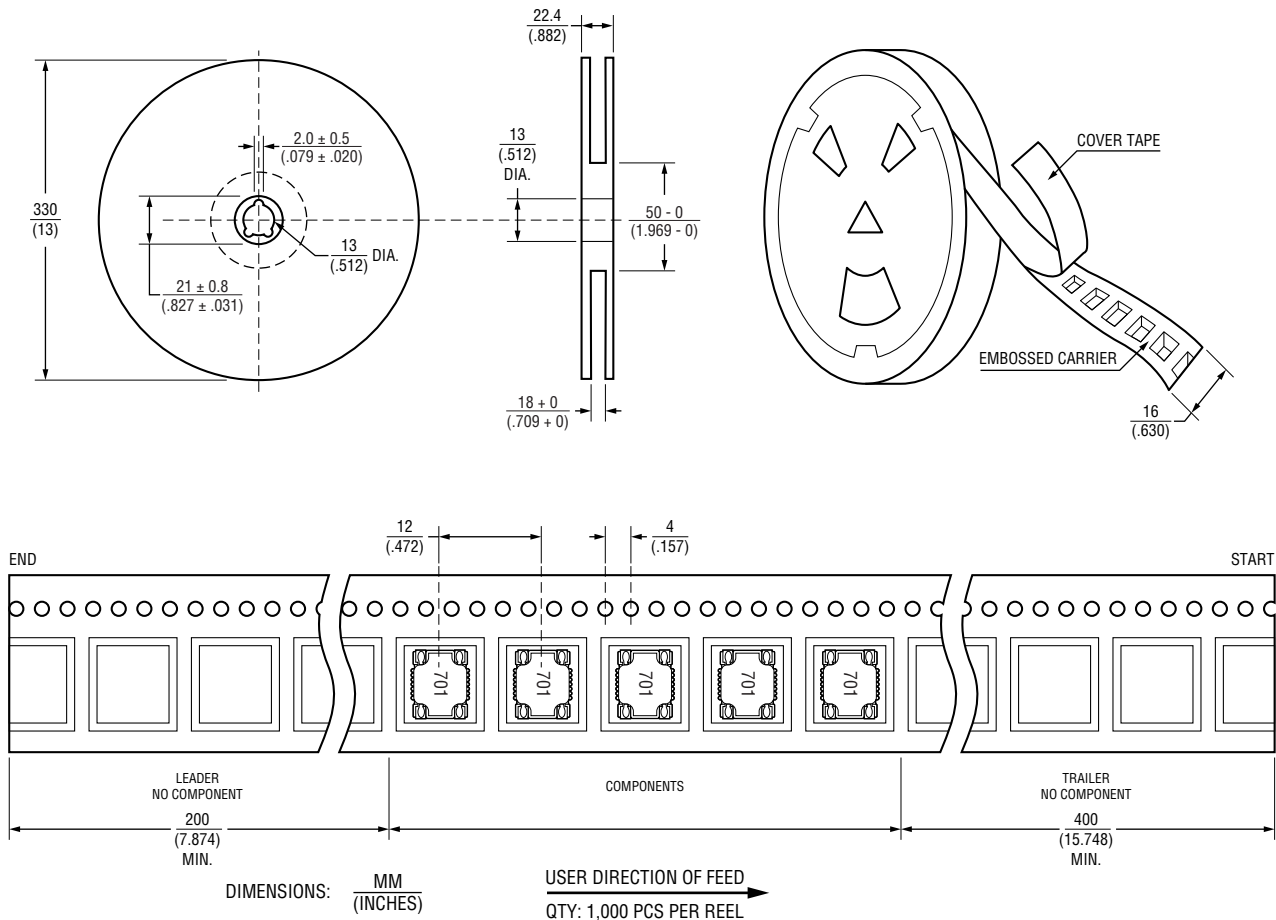 22.4
(.882)
330
(13)
2.0 ± 0.5
(.079 ± .020)
13
(.512) DIA.
21 ± 0.8
(.827 ± .031)
13
(.512)
DIA.
50 - 0
(1.969 - 0)
18 + 0
(.709 + 0)
COVER TAPE
EMBOSSED CARRIER
16
(.630)
12
(.472)
4
(.157)
END
START
701
701
701
701
701
LEADER
NO COMPONENT
200
(7.874)
MIN.
COMPONENTS
TRAILER
NO COMPONENT
400
(15.748)
MIN.
DIMENSIONS: MM
(INCHES)
USER DIRECTION OF FEED
QTY: 1,000 PCS PER REEL